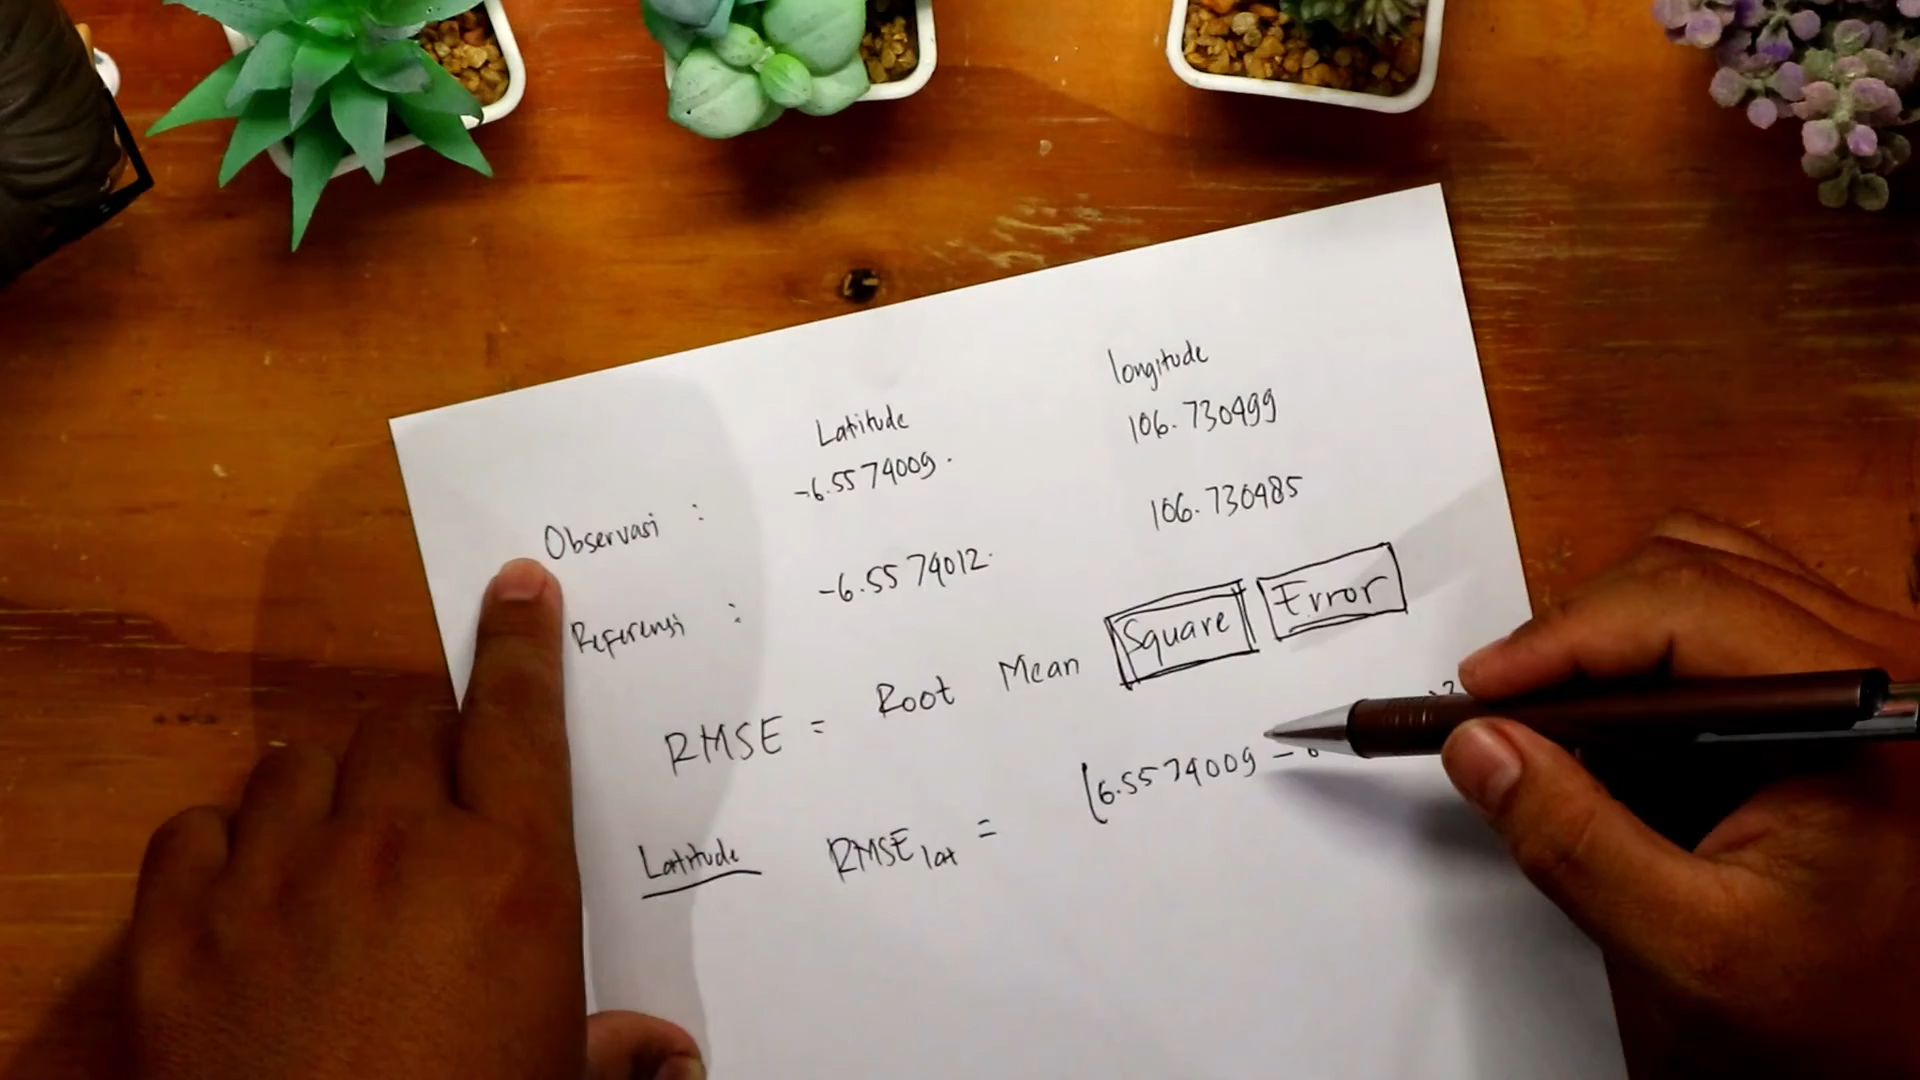 Latitude longitude
Observasi : -6.5574009. 106.730499
Referensi : -6.5574012. 106.730485
RMSE = Root Mean Square Error
Latitude RMSE lat = (6.5574009 -